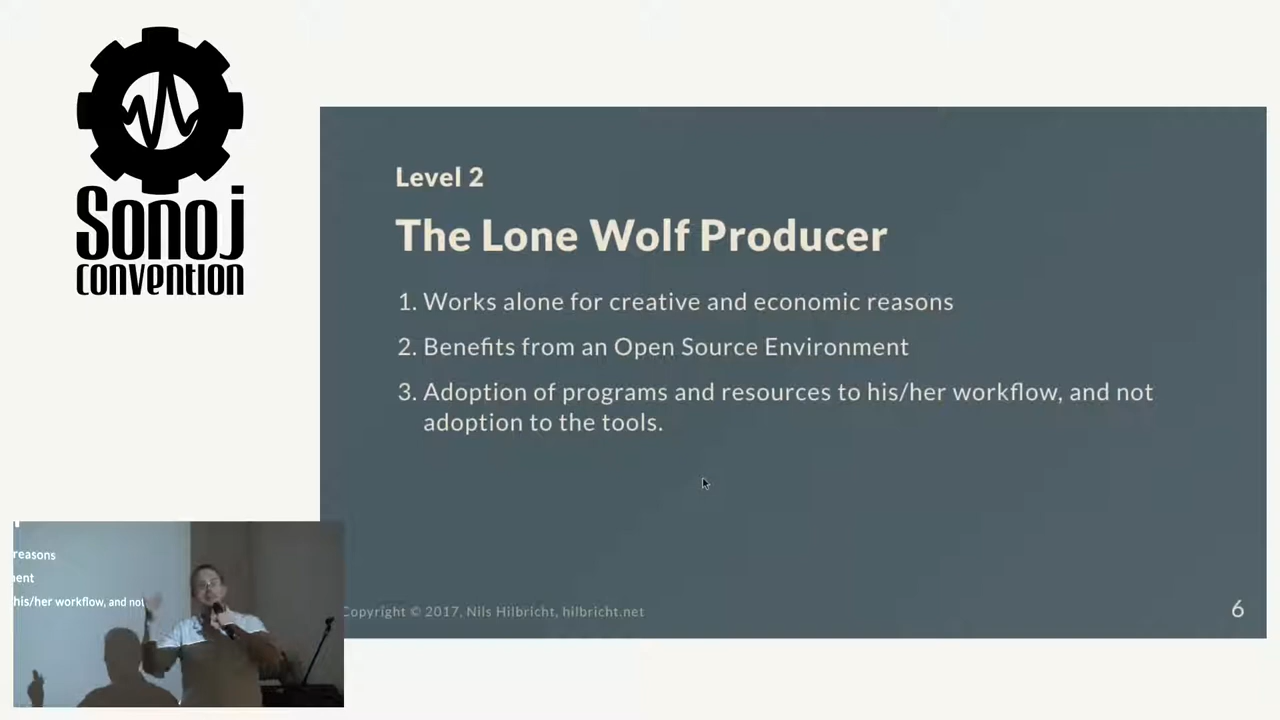 Sonoj
convention
Level 2
The Lone Wolf Producer
1. Works alone for creative and economic reasons
2. Benefits from an Open Source Environment
3. Adoption of programs and resources to his/her workflow, and not
adoption to the tools.
Copyright © 2017, Nils Hilbricht, hilbricht.net
6
reasons
ent
his/her workflow, and not